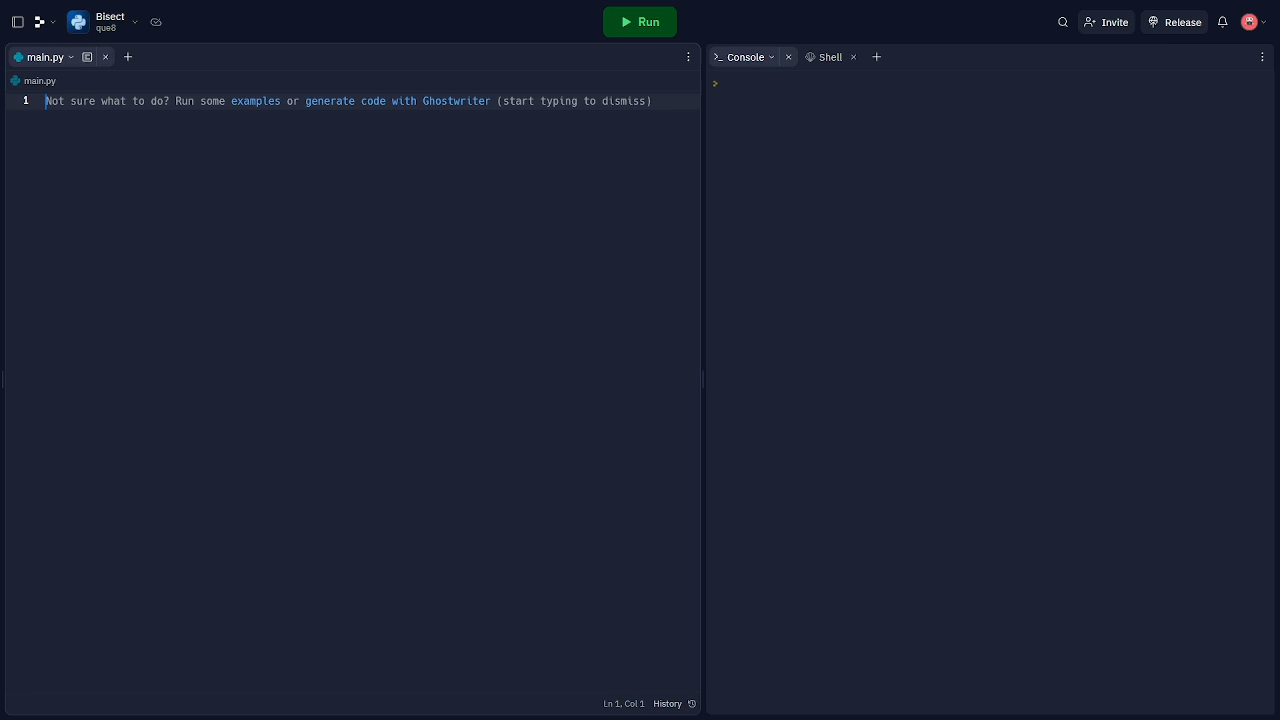 Bisect
que8
Run
Invite
Release
main.py
Console
Shell
main.py
1 Not sure what to do? Run some examples or generate code with Ghostwriter (start typing to dismiss)
Ln 1, Col 1 History